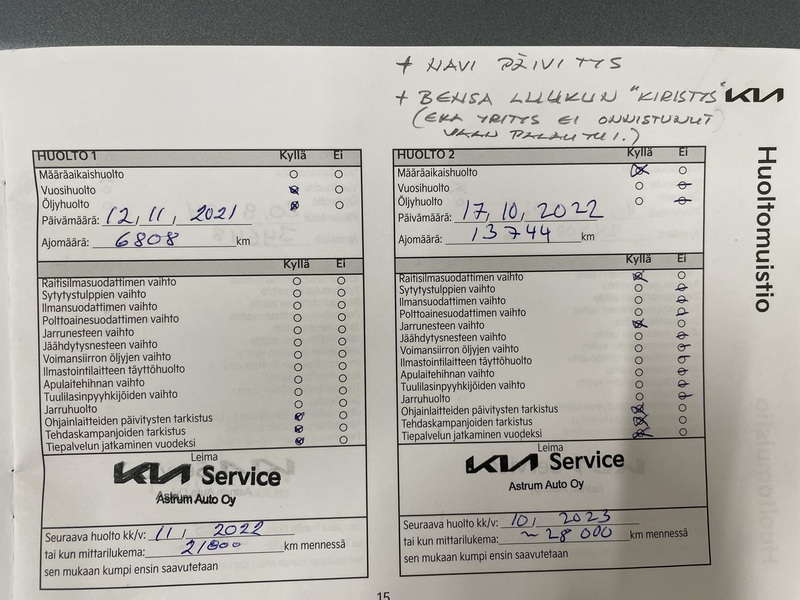 + NAVI PÄIVITYS
+ BENSA LUUKUN "KIRISTYS"
(EKA YRITYS EI ONNISTUNUT
VAAN PALAUTUI.)
KIA
Huoltomuistio
HUOLTO 1 Kyllä Ei
Määräaikaishuolto
Vuosihuolto
Öljyhuolto
Päivämäärä: 12, 11, 2021
Ajomäärä: 6808 km
Kyllä Ei
Raitisilmasuodattimen vaihto
Sytytystulppien vaihto
Ilmansuodattimen vaihto
Polttoainesuodattimen vaihto
Jarrunesteen vaihto
Jäähdytysnesteen vaihto
Voimansiirron öljyjen vaihto
Ilmastointilaitteen täyttöhuolto
Apulaitehihnan vaihto
Tuulilasinpyyhkijöiden vaihto
Jarruhuolto
Ohjainlaitteiden päivitysten tarkistus
Tehdaskampanjoiden tarkistus
Tiepalvelun jatkaminen vuodeksi
Leima
KIA Service
Astrum Auto Oy
Seuraava huolto kk/v: 11, 2022
tai kun mittarilukema: 21800 km mennessä
sen mukaan kumpi ensin saavutetaan
HUOLTO 2 Kyllä Ei
Määräaikaishuolto
Vuosihuolto
Öljyhuolto
Päivämäärä: 17, 10, 2022
Ajomäärä: 13744 km
Kyllä Ei
Raitisilmasuodattimen vaihto
Sytytystulppien vaihto
Ilmansuodattimen vaihto
Polttoainesuodattimen vaihto
Jarrunesteen vaihto
Jäähdytysnesteen vaihto
Voimansiirron öljyjen vaihto
Ilmastointilaitteen täyttöhuolto
Apulaitehihnan vaihto
Tuulilasinpyyhkijöiden vaihto
Jarruhuolto
Ohjainlaitteiden päivitysten tarkistus
Tehdaskampanjoiden tarkistus
Tiepalvelun jatkaminen vuodeksi
Leima
KIA Service
Astrum Auto Oy
Seuraava huolto kk/v: 10, 2023
tai kun mittarilukema: ~ 28 000 km mennessä
sen mukaan kumpi ensin saavutetaan
15